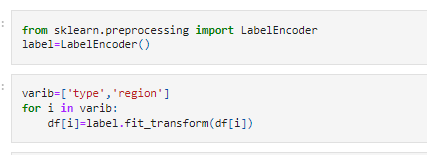 from sklearn.preprocessing import LabelEncoder
label=LabelEncoder()
varib=['type','region']
for i in varib:
    df[i]=label.fit_transform(df[i])